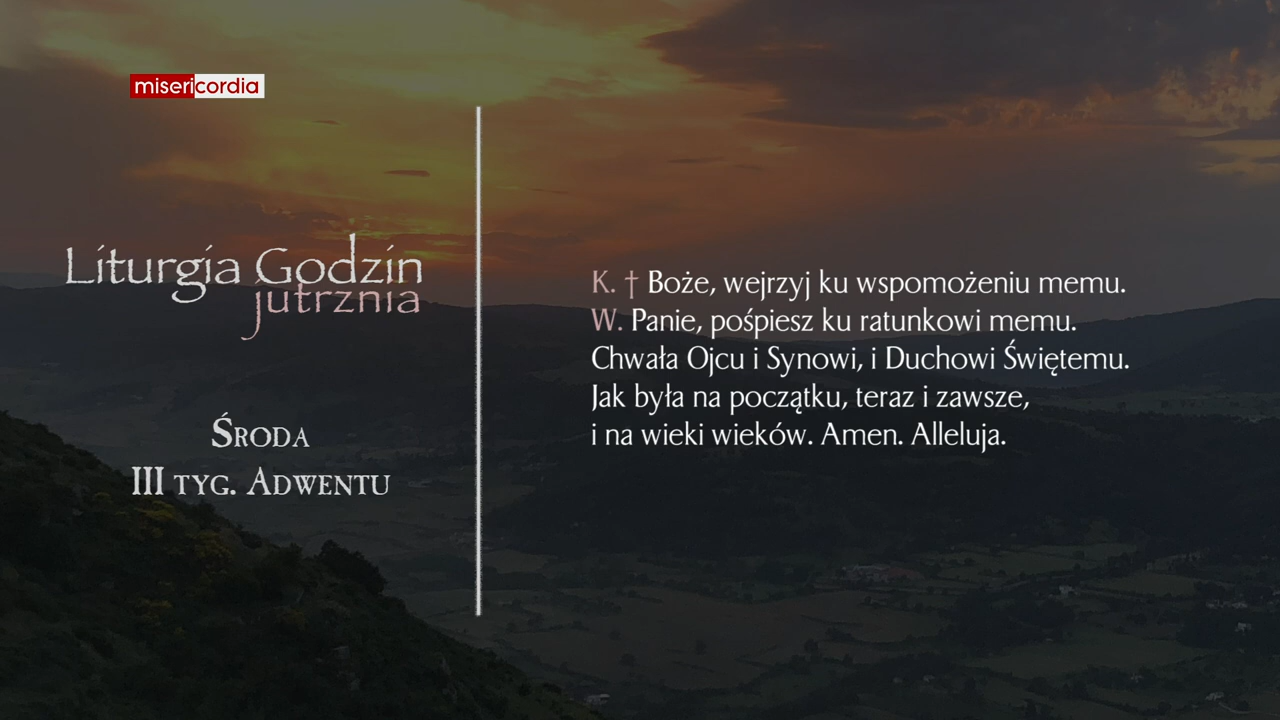 misericordia
Liturgia Godzin
jutrznia
Środa
III tyg. Adwentu
K. † Boże, wejrzyj ku wspomożeniu memu.
W. Panie, pośpiesz ku ratunkowi memu.
Chwała Ojcu i Synowi, i Duchowi Świętemu.
Jak była na początku, teraz i zawsze,
i na wieki wieków. Amen. Alleluja.